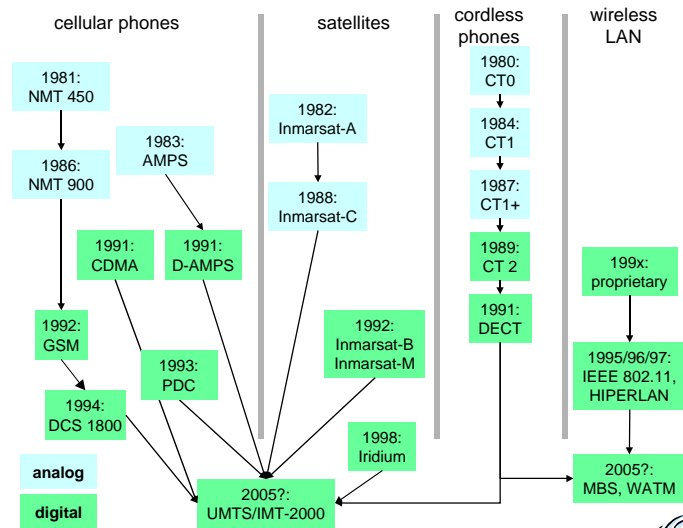 cellular phones
satellites
cordless
phones
wireless
LAN
1981:
NMT 450
1986:
NMT 900
1983:
AMPS
1991:
CDMA
1991:
D-AMPS
1992:
GSM
1993:
PDC
1994:
DCS 1800
1982:
Inmarsat-A
1988:
Inmarsat-C
1992:
Inmarsat-B
Inmarsat-M
1998:
Iridium
1980:
CT0
1984:
CT1
1987:
CT1+
1989:
CT 2
1991:
DECT
199x:
proprietary
1995/96/97:
IEEE 802.11,
HIPERLAN
2005?:
MBS, WATM
2005?:
UMTS/IMT-2000
analog
digital